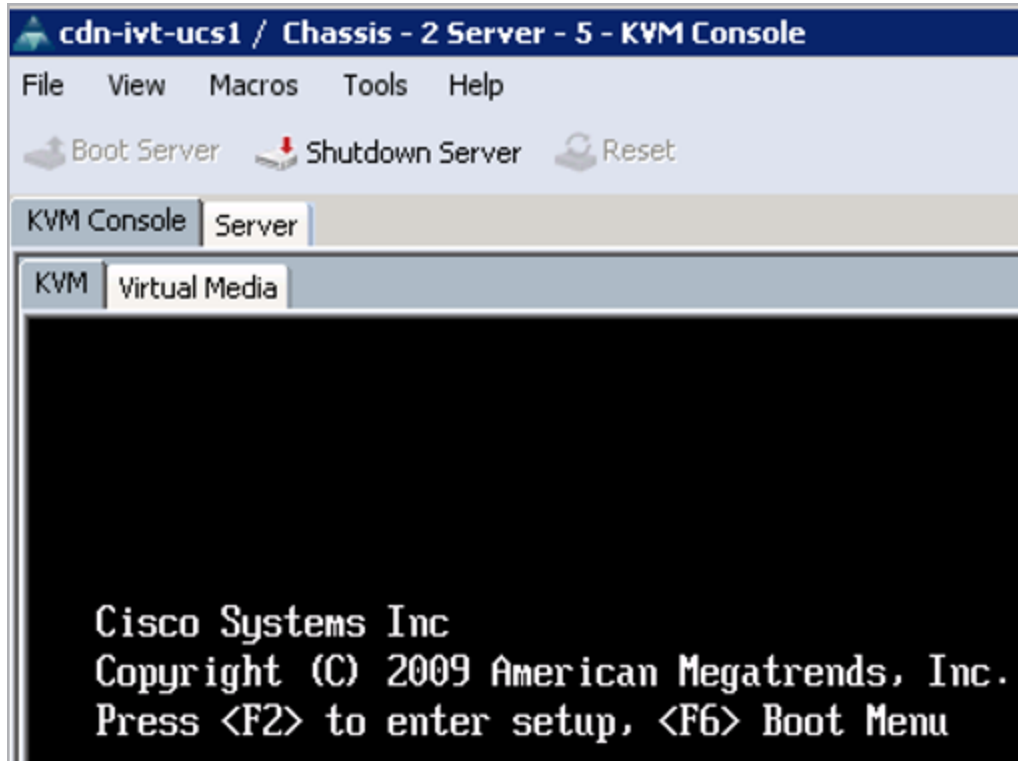 cdn-ivt-ucs1 / Chassis - 2 Server - 5 - KVM Console
File View Macros Tools Help
Boot Server Shutdown Server Reset
KVM Console Server
KVM Virtual Media
Cisco Systems Inc
Copyright (C) 2009 American Megatrends, Inc.
Press <F2> to enter setup, <F6> Boot Menu